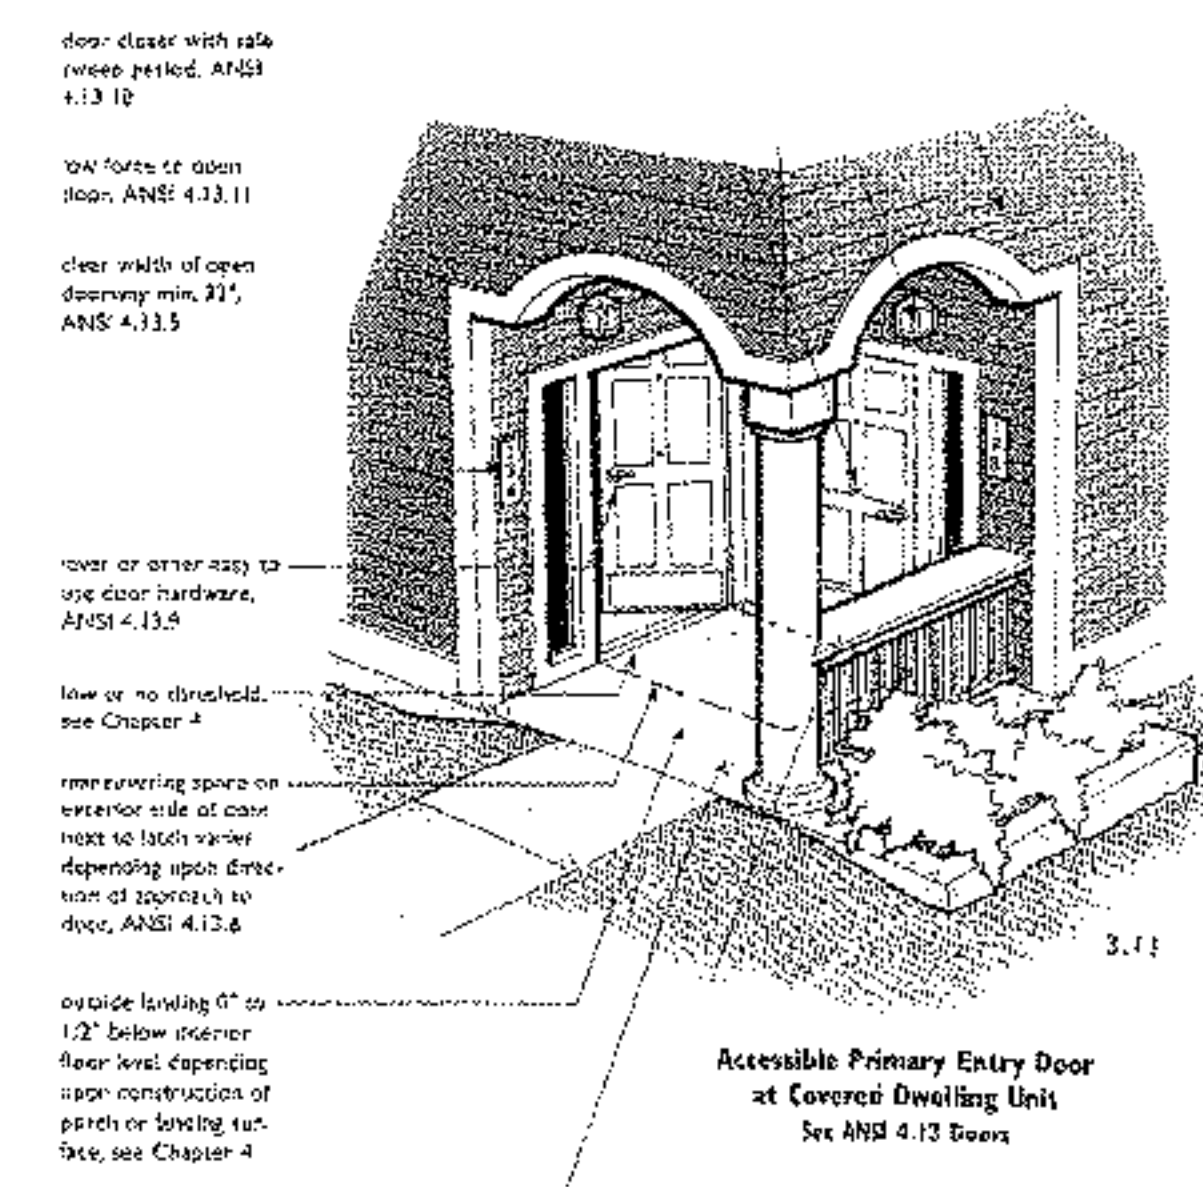 door closer with safe
sweep period, ANSI
4.13.10
low force to open
door, ANSI 4.13.11
clear width of open
doorway min. 32",
ANSI 4.13.5
lever or other easy to
use door hardware,
ANSI 4.13.9
low or no threshold,
see Chapter 4
maneuvering space on
exterior side of door
next to latch varies
depending upon direc-
tion of approach to
door, ANSI 4.13.6
outside landing 0" to
1/2" below interior
floor level depending
upon construction of
porch or landing sur-
face, see Chapter 4
3.13
Accessible Primary Entry Door
at Covered Dwelling Unit
See ANSI 4.13 Doors